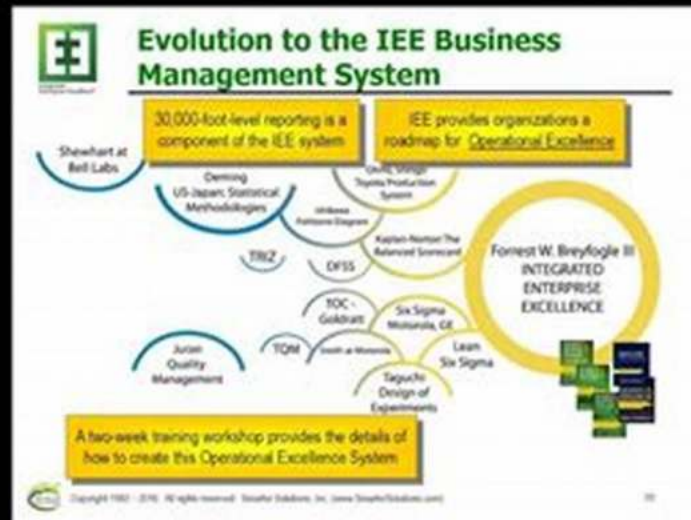 Evolution to the IEE Business
Management System
30,000-foot-level reporting is a
component of the IEE system
IEE provides organizations a
roadmap for Operational Excellence
Shewhart at
Bell Labs
Deming
US-Japan: Statistical
Methodologies
Toyota Production
System
Ishikawa
Fishbone Diagram
Kaplan-Norton The
Balanced Scorecard
TRIZ
DFSS
Forrest W. Breyfogle III
INTEGRATED
ENTERPRISE
EXCELLENCE
TOC -
Goldratt
Six Sigma
Motorola, GE
Juran
Quality
Management
TQM
Smith at Motorola
Lean
Six Sigma
Taguchi
Design of
Experiments
A two-week training workshop provides the details of
how to create this Operational Excellence System